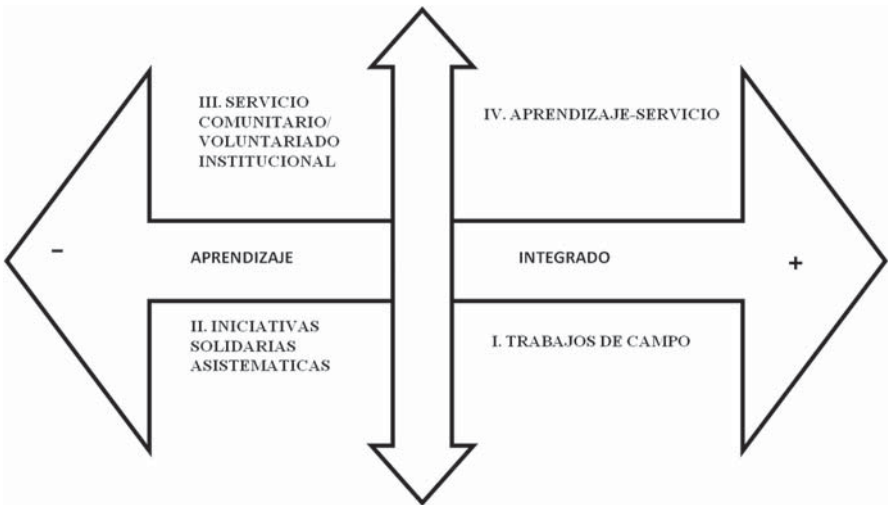 III. SERVICIO
COMUNITARIO/
VOLUNTARIADO
INSTITUCIONAL
IV. APRENDIZAJE-SERVICIO
–
APRENDIZAJE
INTEGRADO
+
II. INICIATIVAS
SOLIDARIAS
ASISTEMATICAS
I. TRABAJOS DE CAMPO